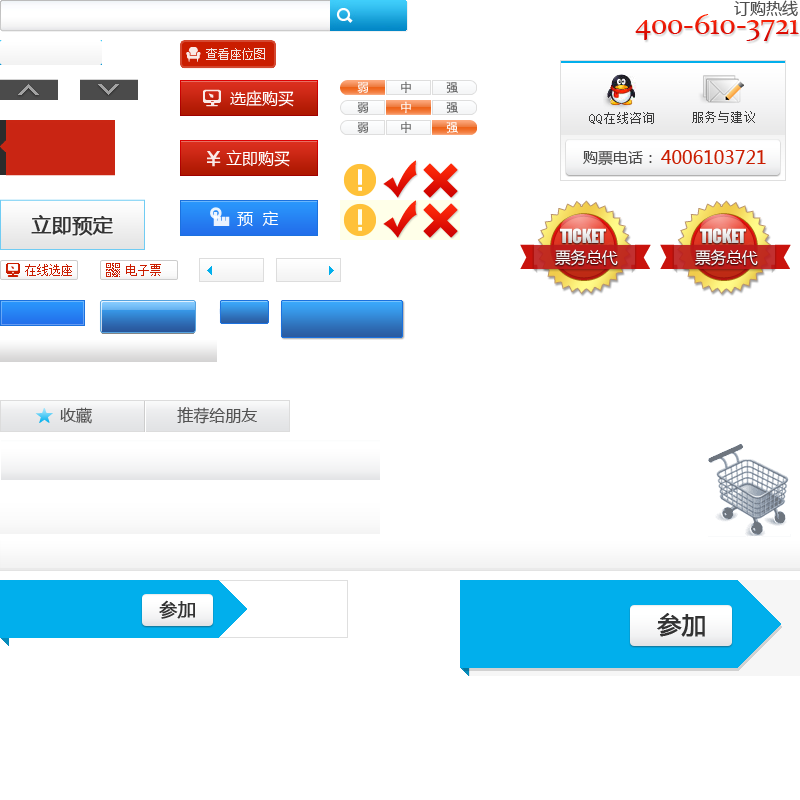 订购热线
400-610-3721
查看座位图
选座购买
弱 中 强
弱 中 强
弱 中 强
QQ在线咨询
服务与建议
购票电话： 4006103721
¥ 立即购买
立即预定
预 定
TICKET
票务总代
TICKET
票务总代
在线选座
电子票
收藏
推荐给朋友
参加
参加